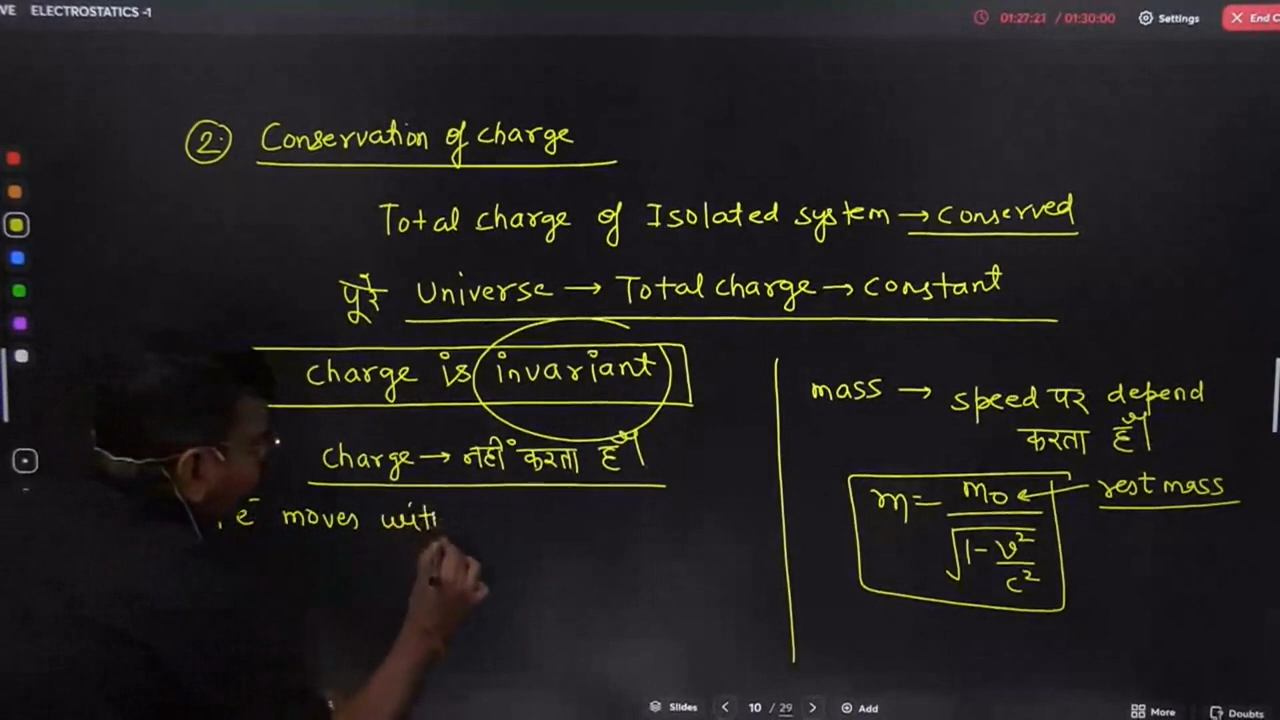 VE ELECTROSTATICS -1
01:27:21 / 01:30:00 Settings End C
2. Conservation of charge
Total charge of Isolated system → conserved
पूरे Universe → Total charge → constant
charge is invariant
charge → नहीं करता है।
e⁻ moves wit
mass → speed पर depend
करता है।
m = m₀ / √(1 - v²/c²) ← rest mass
Slides < 10 / 29 > Add
More Doubts